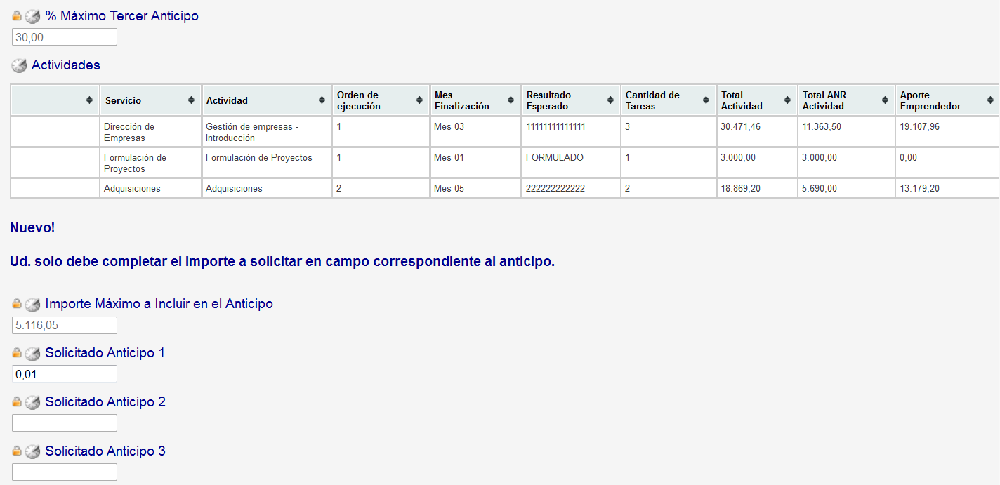 % Máximo Tercer Anticipo
30,00
Actividades
Servicio Actividad Orden de ejecución Mes Finalización Resultado Esperado Cantidad de Tareas Total Actividad Total ANR Actividad Aporte Emprendedor
Dirección de Empresas Gestión de empresas - Introducción 1 Mes 03 11111111111111 3 30.471,46 11.363,50 19.107,96
Formulación de Proyectos Formulación de Proyectos 1 Mes 01 FORMULADO 1 3.000,00 3.000,00 0,00
Adquisiciones Adquisiciones 2 Mes 05 222222222222 2 18.869,20 5.690,00 13.179,20
Nuevo!
Ud. solo debe completar el importe a solicitar en campo correspondiente al anticipo.
Importe Máximo a Incluir en el Anticipo
5.116,05
Solicitado Anticipo 1
0,01
Solicitado Anticipo 2
Solicitado Anticipo 3